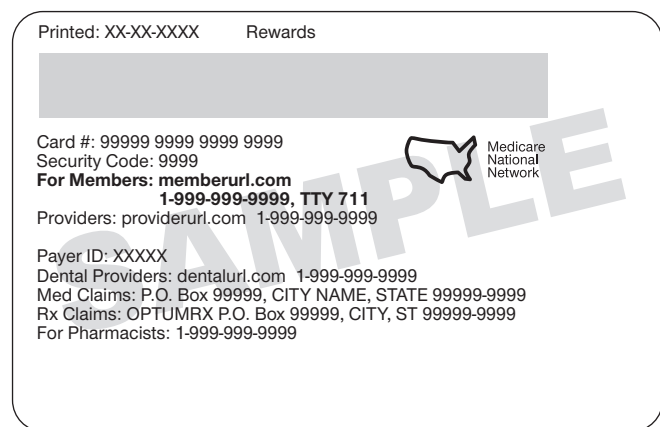 Printed: XX-XX-XXXX Rewards
Card #: 99999 9999 9999 9999
Security Code: 9999
Medicare
National
Network
For Members: memberurl.com
1-999-999-9999, TTY 711
Providers: providerurl.com 1-999-999-9999
SAMPLE
Payer ID: XXXXX
Dental Providers: dentalurl.com 1-999-999-9999
Med Claims: P.O. Box 99999, CITY NAME, STATE 99999-9999
Rx Claims: OPTUMRX P.O. Box 99999, CITY, ST 99999-9999
For Pharmacists: 1-999-999-9999